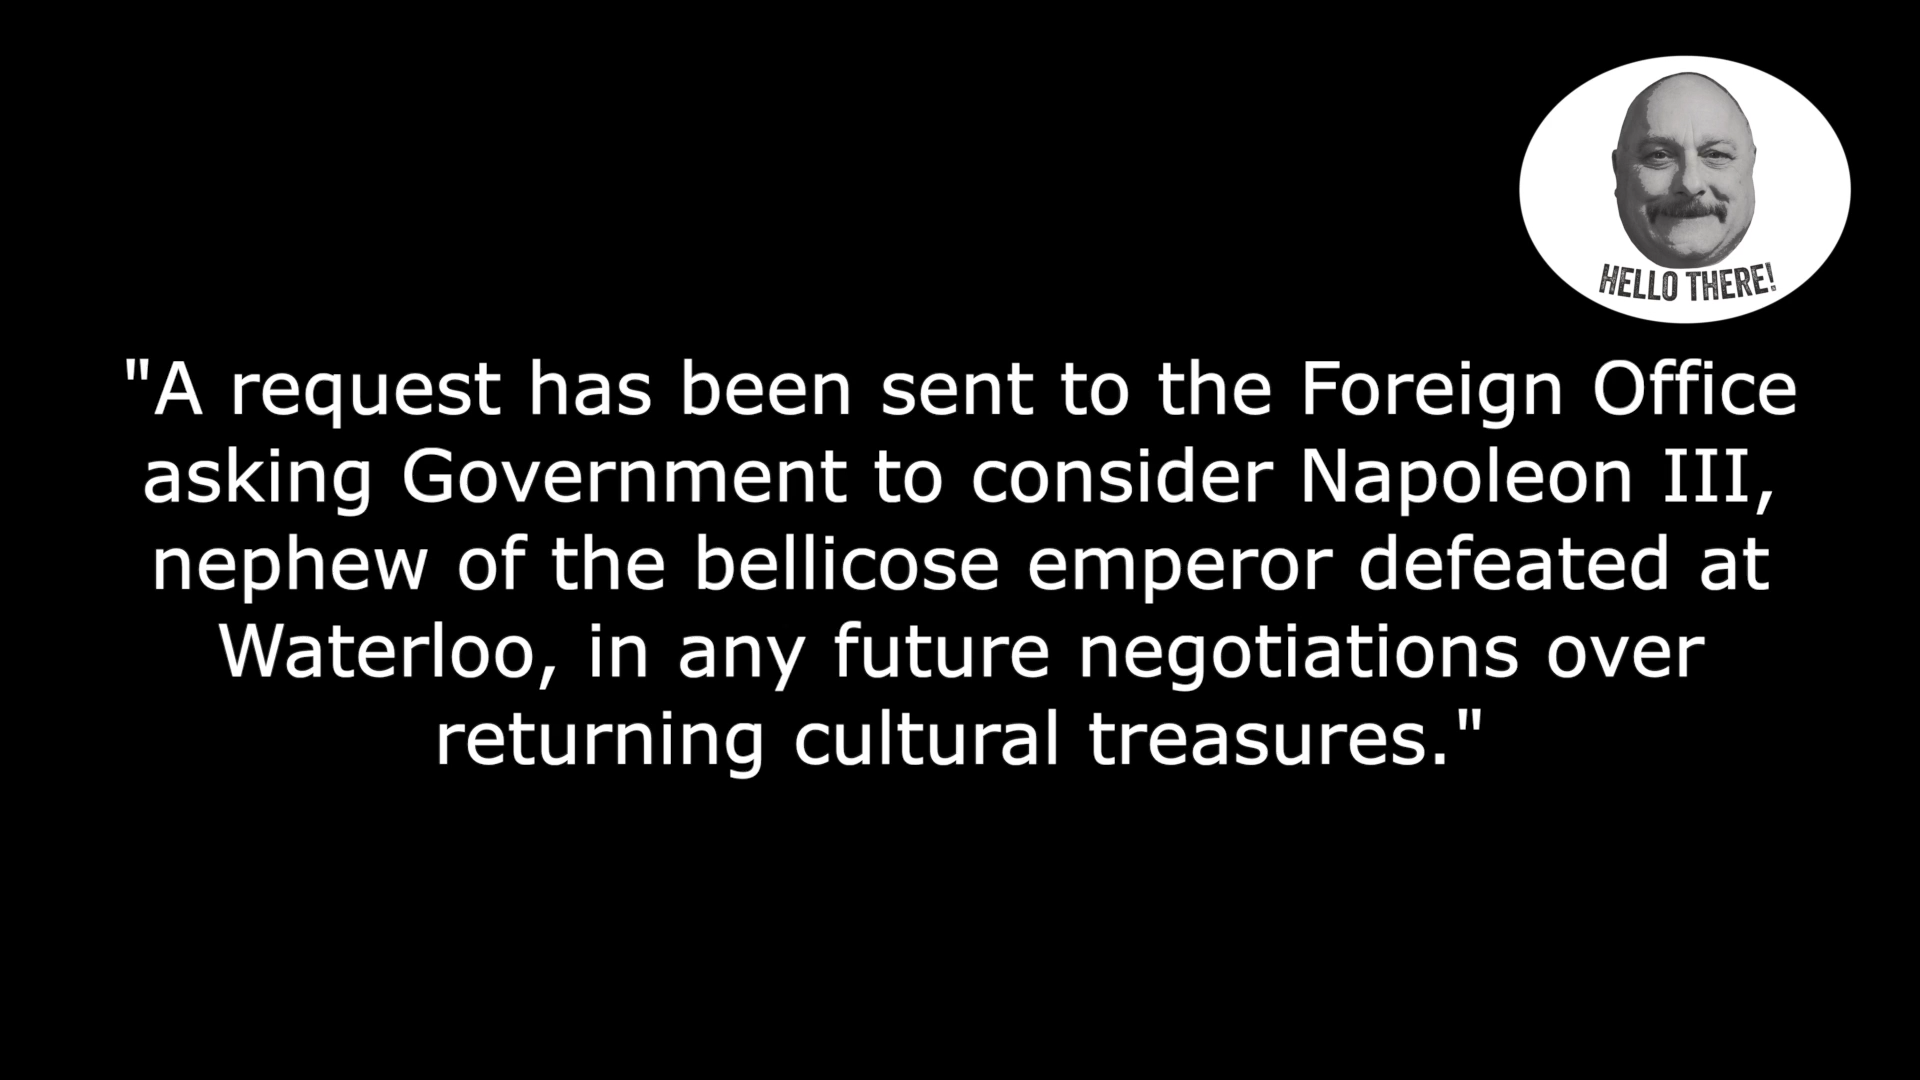 HELLO THERE!
"A request has been sent to the Foreign Office
asking Government to consider Napoleon III,
nephew of the bellicose emperor defeated at
Waterloo, in any future negotiations over
returning cultural treasures."